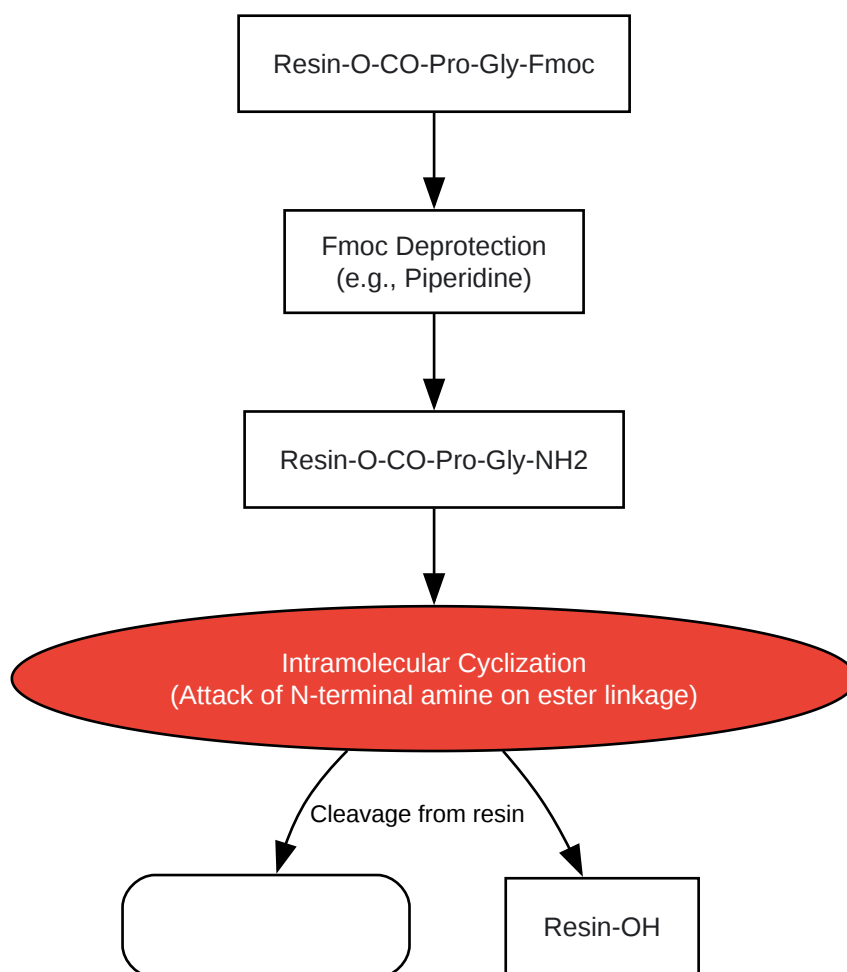 Resin-O-CO-Pro-Gly-Fmoc
Fmoc Deprotection
(e.g., Piperidine)
Resin-O-CO-Pro-Gly-NH2
Intramolecular Cyclization
(Attack of N-terminal amine on ester linkage)
Cleavage from resin
Resin-OH